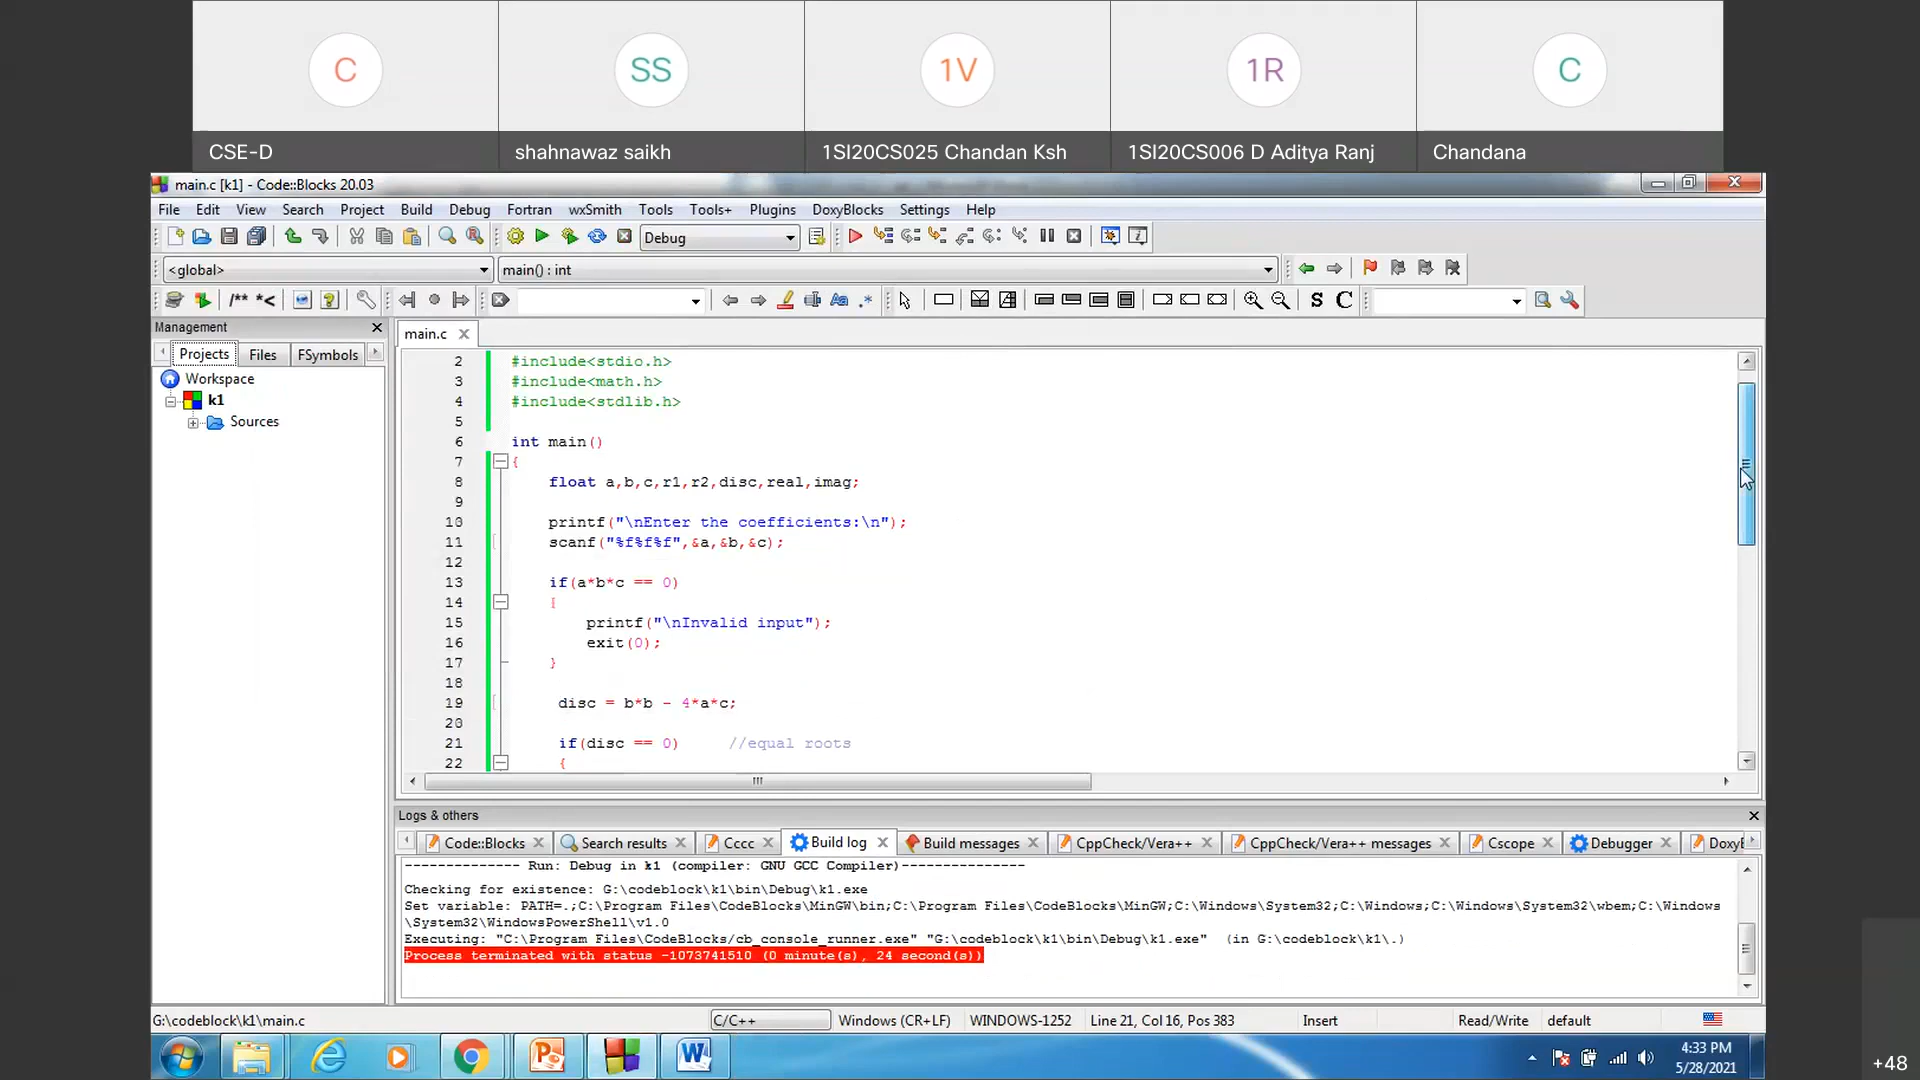 C
SS
1V
1R
C
CSE-D
shahnawaz saikh
1SI20CS025 Chandan Ksh
1SI20CS006 D Aditya Ranj
Chandana
main.c [k1] - Code::Blocks 20.03
File Edit View Search Project Build Debug Fortran wxSmith Tools Tools+ Plugins DoxyBlocks Settings Help
Debug
<global>
main() : int
/** *<
Aa .*
S C
Management
Projects Files FSymbols
Workspace
k1
Sources
main.c
2 #include<stdio.h>
3 #include<math.h>
4 #include<stdlib.h>
5
6 int main()
7 {
8 float a,b,c,r1,r2,disc,real,imag;
9
10 printf("\nEnter the coefficients:\n");
11 scanf("%f%f%f",&a,&b,&c);
12
13 if(a*b*c == 0)
14 {
15 printf("\nInvalid input");
16 exit(0);
17 }
18
19 disc = b*b - 4*a*c;
20
21 if(disc == 0) //equal roots
22 {
Logs & others
Code::Blocks Search results Cccc Build log Build messages CppCheck/Vera++ CppCheck/Vera++ messages Cscope Debugger DoxyB
-------------- Run: Debug in k1 (compiler: GNU GCC Compiler)---------------
Checking for existence: G:\codeblock\k1\bin\Debug\k1.exe
Set variable: PATH=.;C:\Program Files\CodeBlocks\MinGW\bin;C:\Program Files\CodeBlocks\MinGW;C:\Windows\System32;C:\Windows;C:\Windows\System32\wbem;C:\Windows
\System32\WindowsPowerShell\v1.0
Executing: "C:\Program Files\CodeBlocks/cb_console_runner.exe" "G:\codeblock\k1\bin\Debug\k1.exe" (in G:\codeblock\k1\.)
Process terminated with status -1073741510 (0 minute(s), 24 second(s))
G:\codeblock\k1\main.c
C/C++
Windows (CR+LF)
WINDOWS-1252
Line 21, Col 16, Pos 383
Insert
Read/Write
default
4:33 PM
5/28/2021
+48